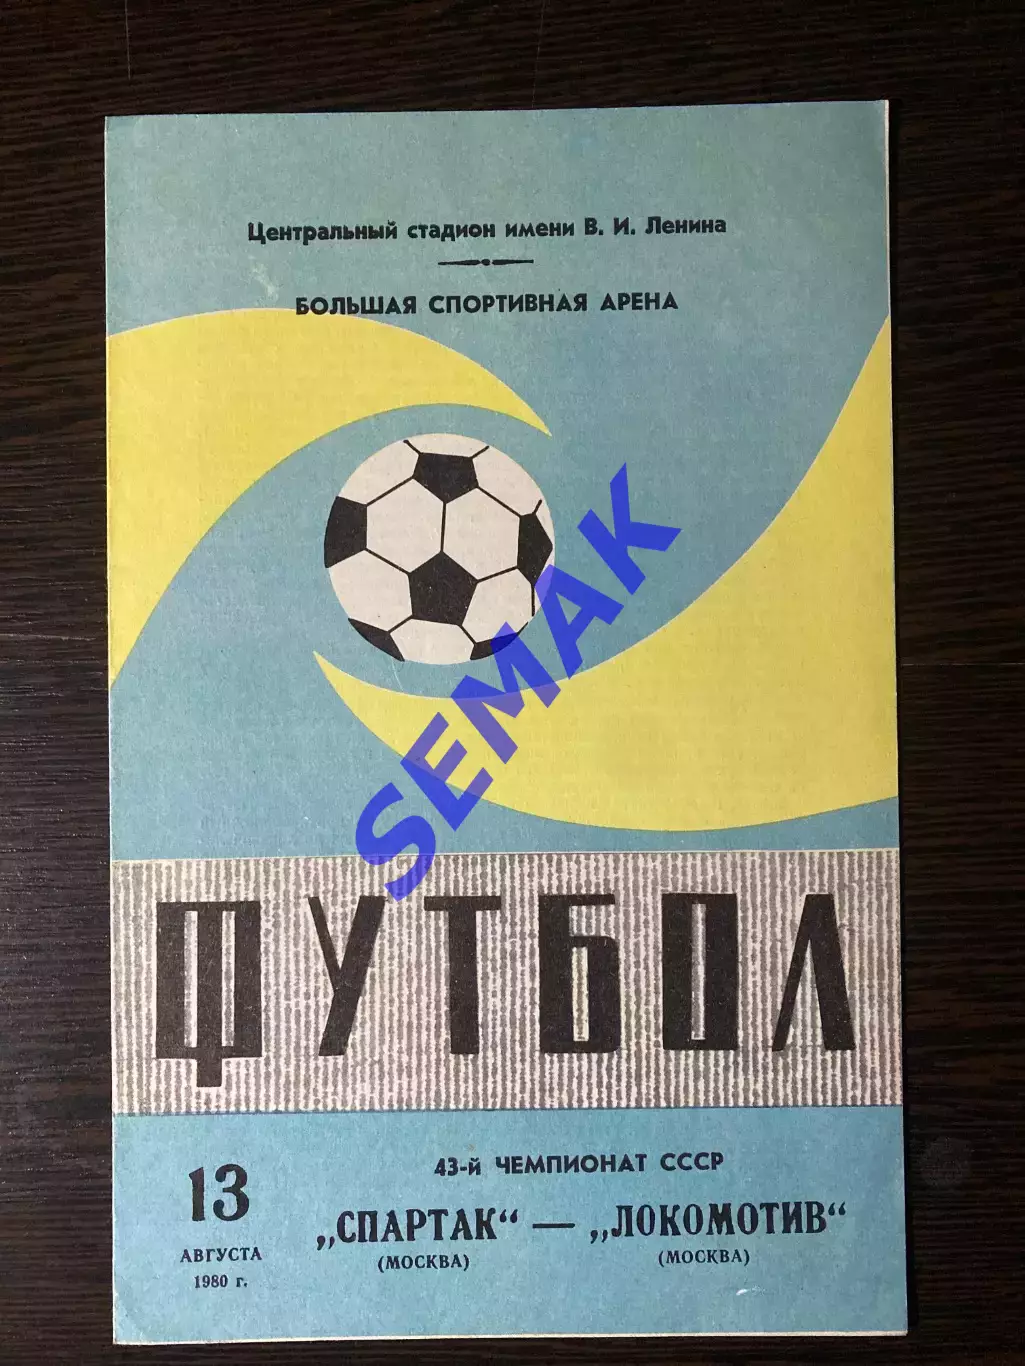 Центральный стадион имени В. И. Ленина
БОЛЬШАЯ СПОРТИВНАЯ АРЕНА
SEMAK
ФУТБОЛ
13
АВГУСТА
1980 г.
43-й ЧЕМПИОНАТ СССР
„СПАРТАК“ — „ЛОКОМОТИВ“
(МОСКВА) (МОСКВА)